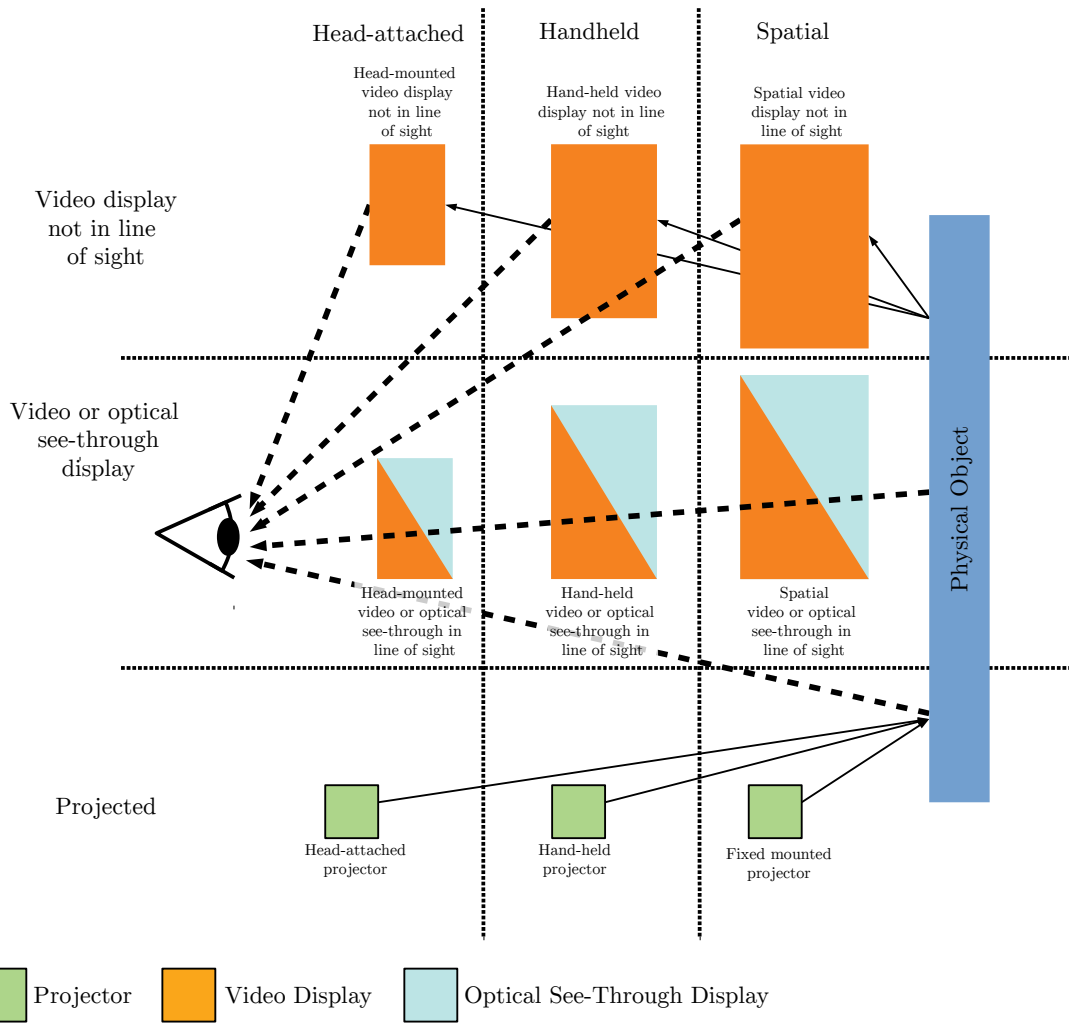 Head-attached
Handheld
Spatial
Head-mounted
video display
not in line
of sight
Hand-held video
display not in line
of sight
Spatial video
display not in
line of sight
Video display
not in line
of sight
Video or optical
see-through
display
Physical Object
Head-mounted
video or optical
see-through in
line of sight
Hand-held
video or optical
see-through in
line of sight
Spatial
video or optical
see-through in
line of sight
Projected
Head-attached
projector
Hand-held
projector
Fixed mounted
projector
Projector
Video Display
Optical See-Through Display